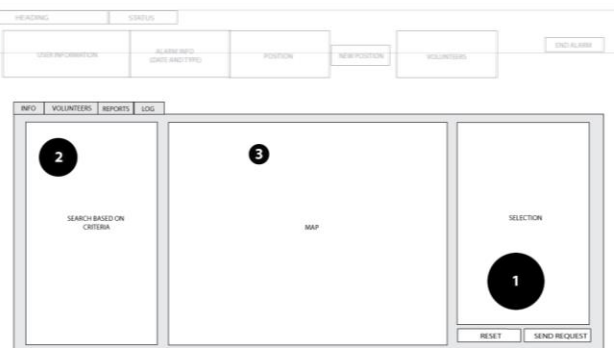 HEADING
STATUS
USER INFORMATION
ALARM INFO
(DATE AND TYPE)
POSITION
NEW POSITION
VOLUNTEERS
END ALARM
INFO
VOLUNTEERS
REPORTS
LOG
2
SEARCH BASED ON
CRITERIA
3
MAP
SELECTION
1
RESET
SEND REQUEST